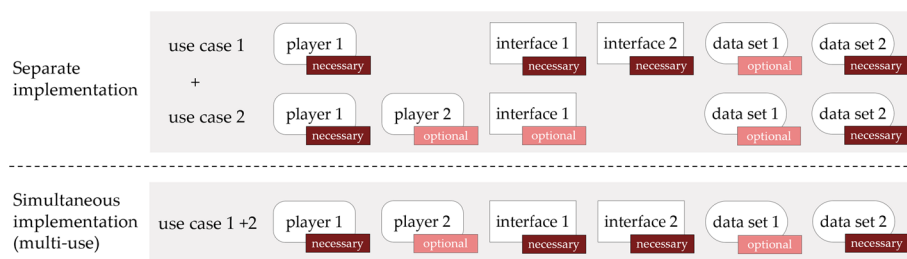 Separate
implementation
use case 1
player 1
necessary
interface 1
necessary
interface 2
necessary
data set 1
optional
data set 2
necessary
+
use case 2
player 1
necessary
player 2
optional
interface 1
optional
data set 1
optional
data set 2
necessary
Simultaneous
implementation
(multi-use)
use case 1 +2
player 1
necessary
player 2
optional
interface 1
necessary
interface 2
necessary
data set 1
optional
data set 2
necessary